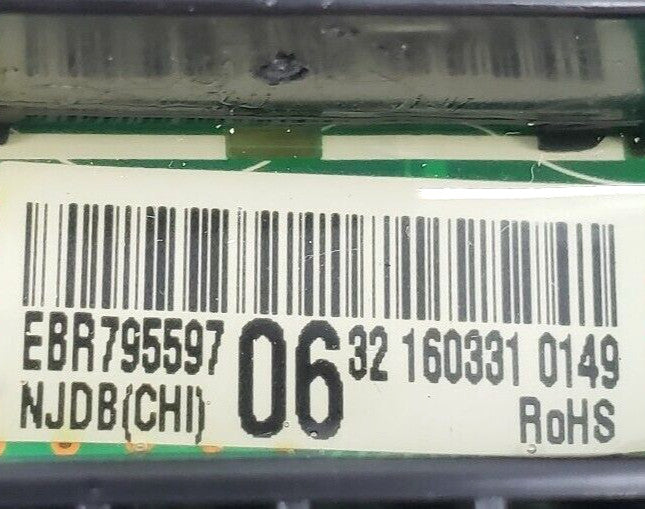 EBR795597 06 32 160331 0149
NJDB(CHI) RoHS